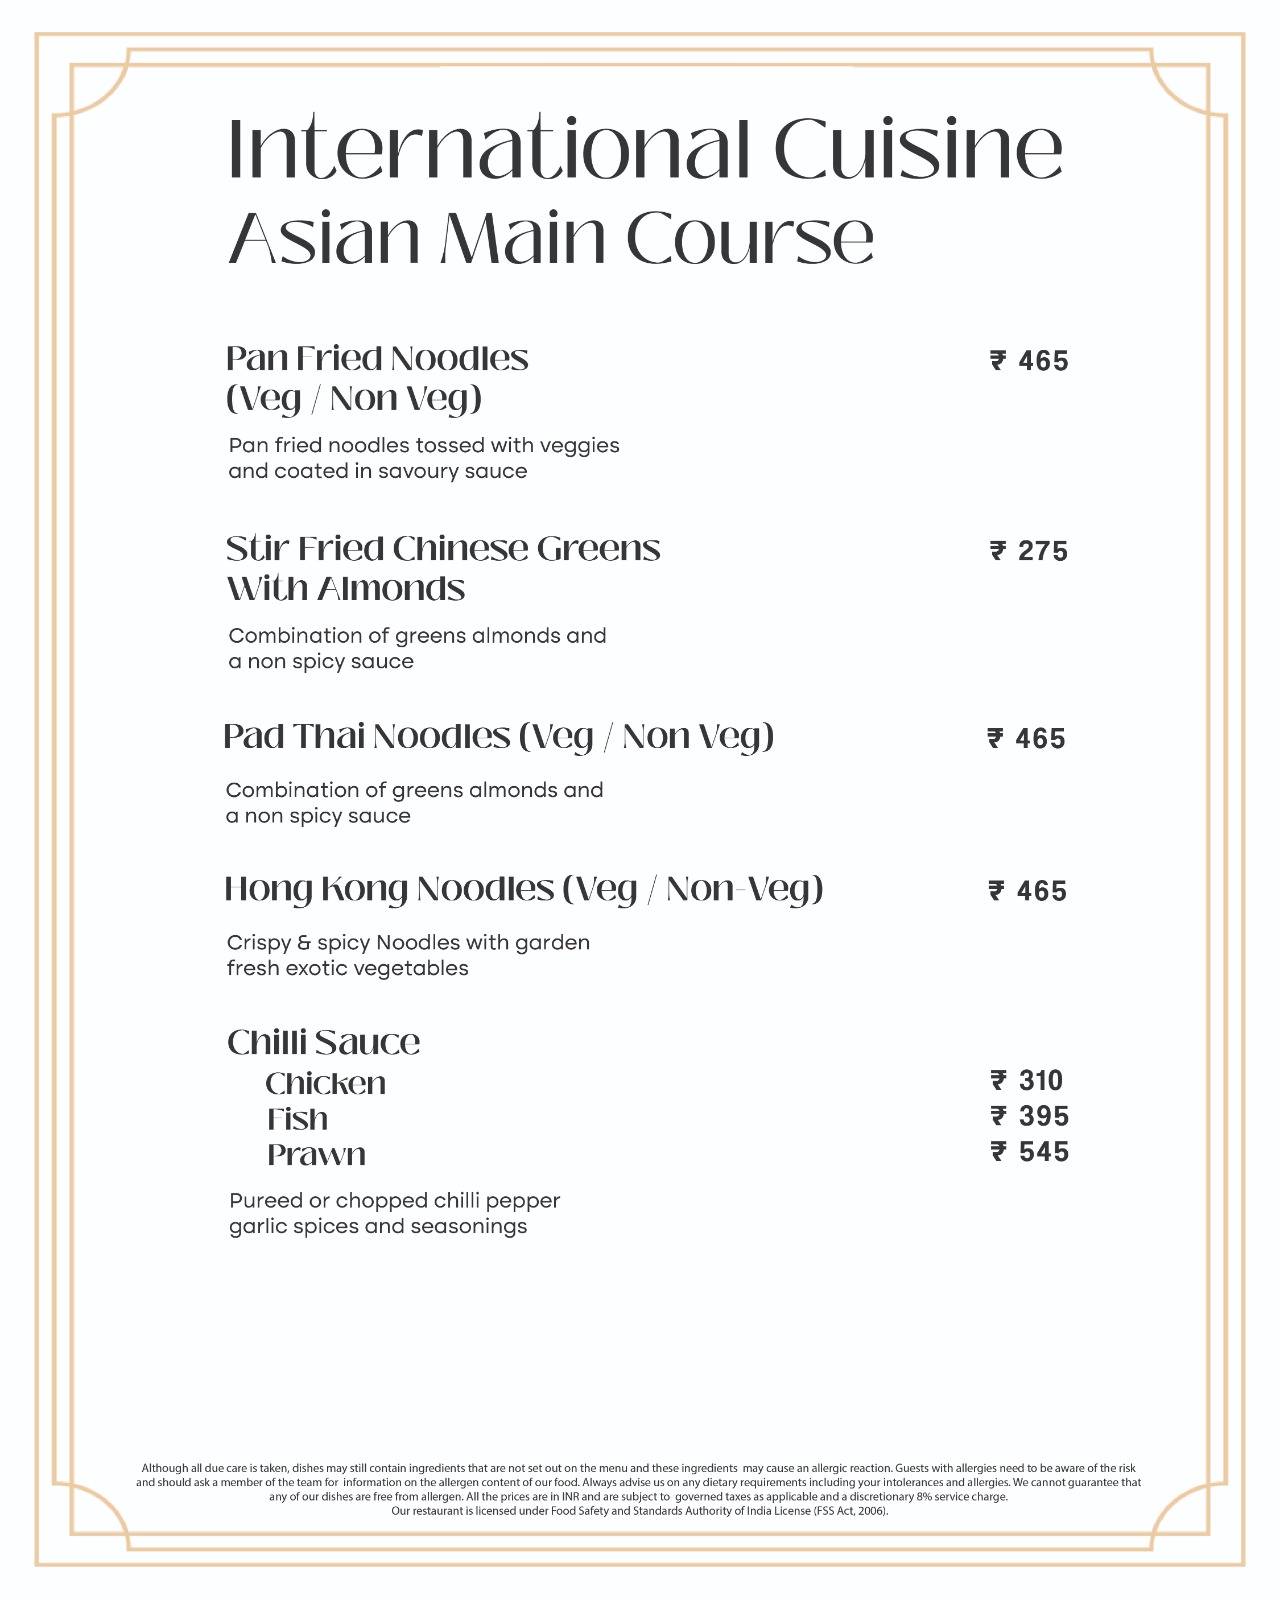 International Cuisine
Asian Main Course
Pan Fried Noodles ₹ 465
(Veg / Non Veg)
Pan fried noodles tossed with veggies
and coated in savoury sauce
Stir Fried Chinese Greens ₹ 275
With Almonds
Combination of greens almonds and
a non spicy sauce
Pad Thai Noodles (Veg / Non Veg) ₹ 465
Combination of greens almonds and
a non spicy sauce
Hong Kong Noodles (Veg / Non-Veg) ₹ 465
Crispy & spicy Noodles with garden
fresh exotic vegetables
Chilli Sauce
Chicken ₹ 310
Fish ₹ 395
Prawn ₹ 545
Pureed or chopped chilli pepper
garlic spices and seasonings
Although all due care is taken, dishes may still contain ingredients that are not set out on the menu and these ingredients may cause an allergic reaction. Guests with allergies need to be aware of the risk
and should ask a member of the team for information on the allergen content of our food. Always advise us on any dietary requirements including your intolerances and allergies. We cannot guarantee that
any of our dishes are free from allergen. All the prices are in INR and are subject to governed taxes as applicable and a discretionary 8% service charge.
Our restaurant is licensed under Food Safety and Standards Authority of India License (FSS Act, 2006).